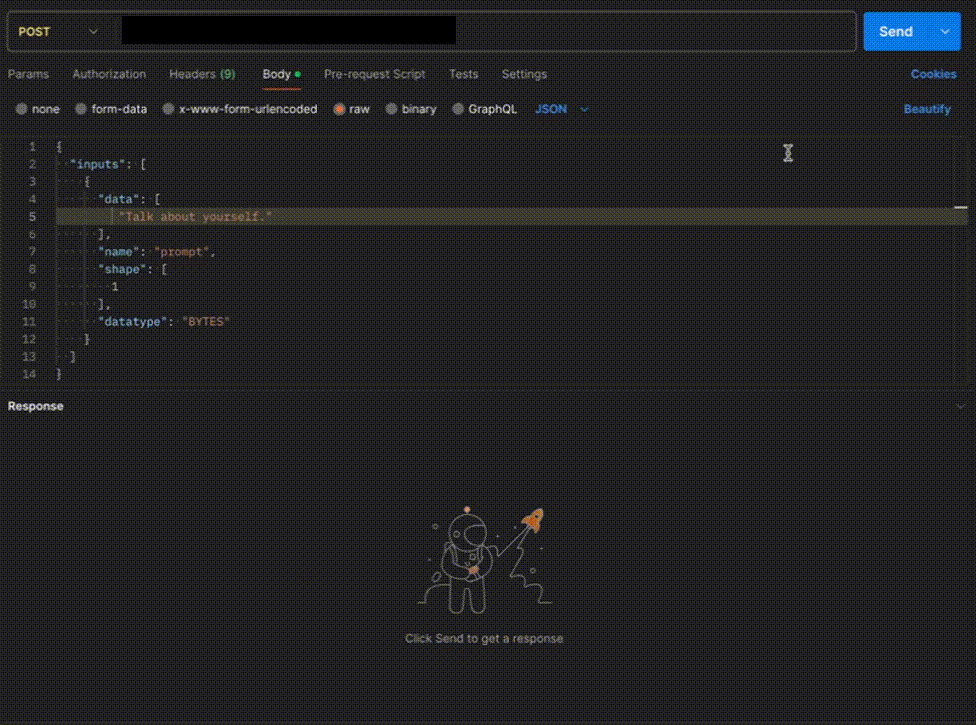 POST
Send
Params Authorization Headers (9) Body Pre-request Script Tests Settings Cookies
none form-data x-www-form-urlencoded raw binary GraphQL JSON Beautify
1 {
2 "inputs": [
3 {
4 "data": [
5 "Talk about yourself."
6 ],
7 "name": "prompt",
8 "shape": [
9 1
10 ],
11 "datatype": "BYTES"
12 }
13 ]
14 }
Response
Click Send to get a response